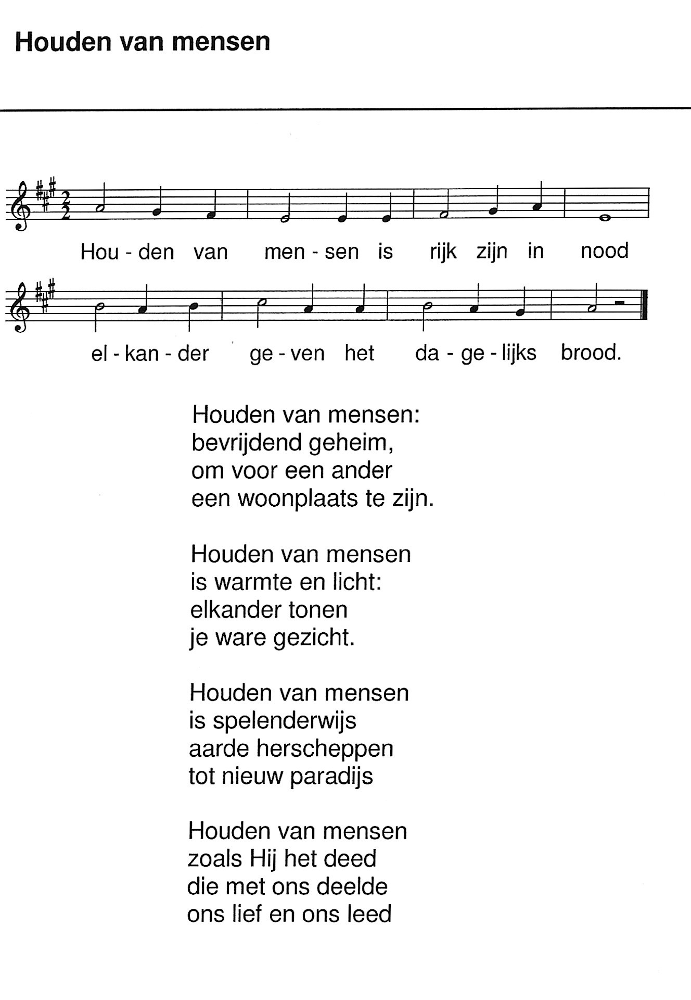 Houden van mensen
Hou - den van men - sen is rijk zijn in nood
el - kan - der ge - ven het da - ge - lijks brood.
Houden van mensen:
bevrijdend geheim,
om voor een ander
een woonplaats te zijn.
Houden van mensen
is warmte en licht:
elkander tonen
je ware gezicht.
Houden van mensen
is spelenderwijs
aarde herscheppen
tot nieuw paradijs
Houden van mensen
zoals Hij het deed
die met ons deelde
ons lief en ons leed